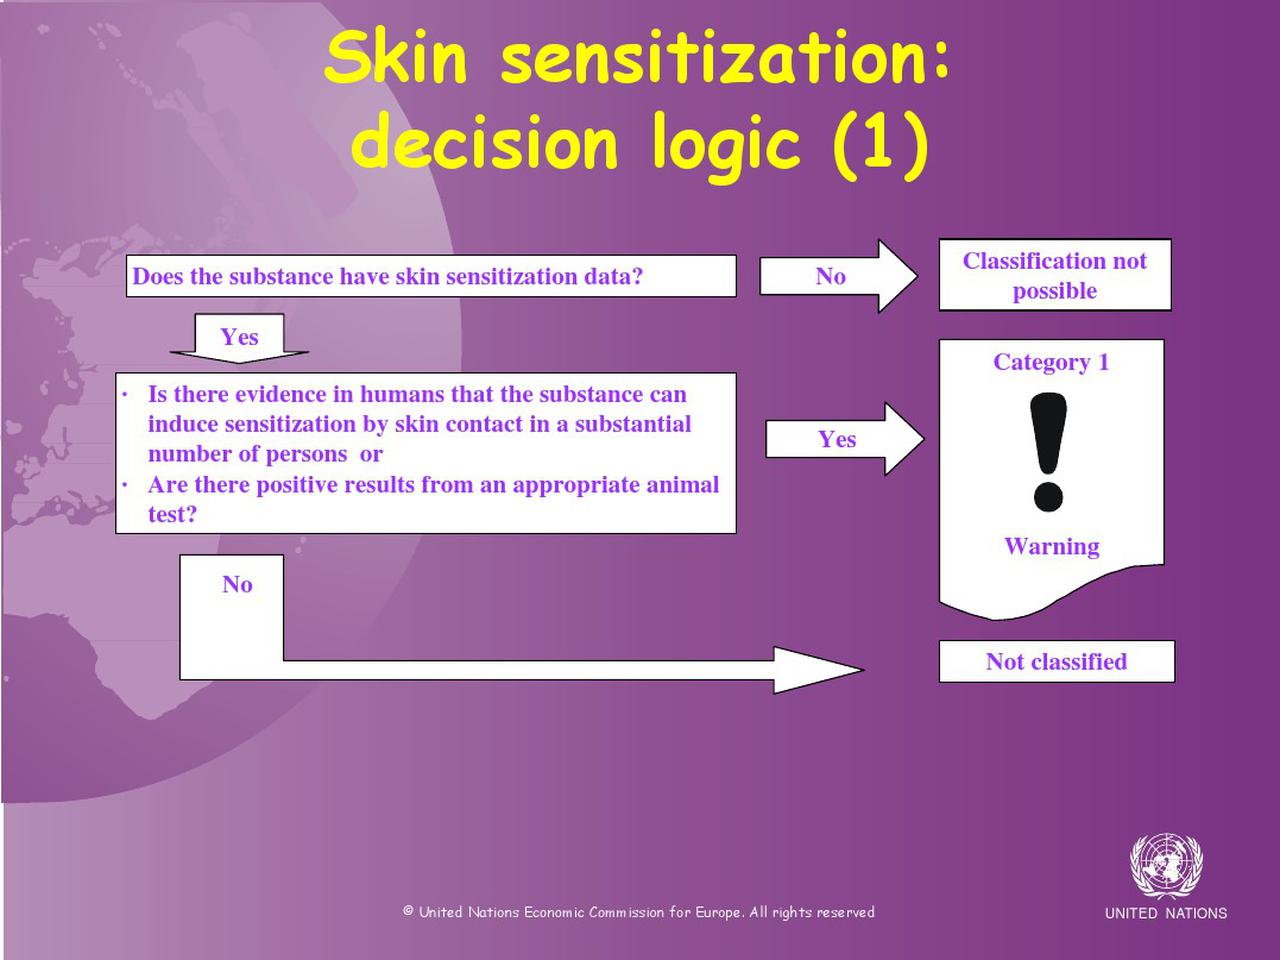 Skin sensitization:
decision logic (1)
Does the substance have skin sensitization data?
No
Classification not
possible
Yes
· Is there evidence in humans that the substance can
induce sensitization by skin contact in a substantial
number of persons or
· Are there positive results from an appropriate animal
test?
Yes
Category 1
!
Warning
No
Not classified
© United Nations Economic Commission for Europe. All rights reserved
UNITED NATIONS